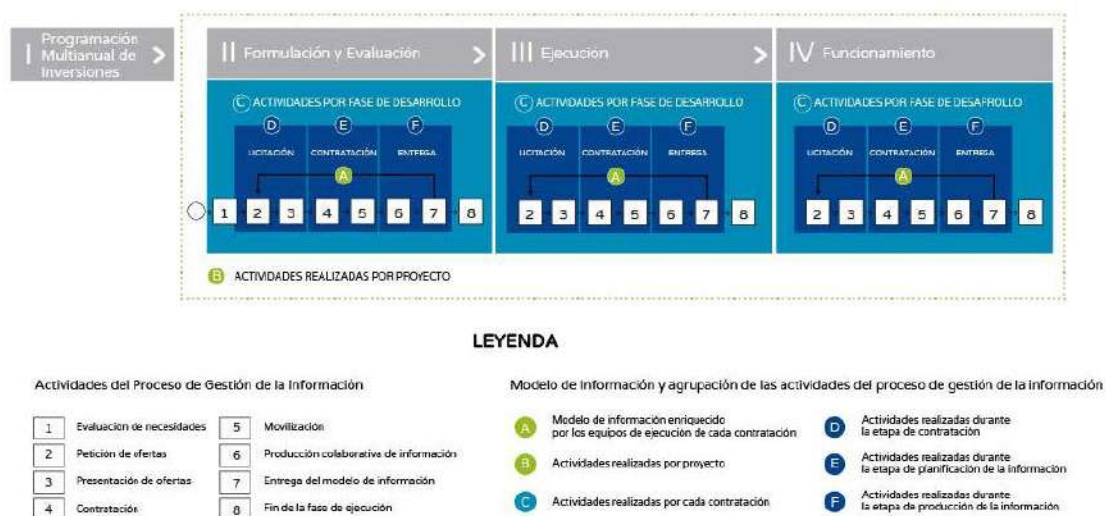 I Programación
Multianual de
Inversiones >
II Formulación y Evaluación >
III Ejecución >
IV Funcionamiento
C ACTIVIDADES POR FASE DE DESARROLLO
D E F
LICITACIÓN CONTRATACIÓN ENTREGA
A
1 2 3 4 5 6 7 8
C ACTIVIDADES POR FASE DE DESARROLLO
D E F
LICITACIÓN CONTRATACIÓN ENTREGA
A
2 3 4 5 6 7 8
C ACTIVIDADES POR FASE DE DESARROLLO
D E F
LICITACIÓN CONTRATACIÓN ENTREGA
A
2 3 4 5 6 7 8
B ACTIVIDADES REALIZADAS POR PROYECTO
LEYENDA
Actividades del Proceso de Gestión de la Información
1 Evaluación de necesidades
2 Petición de ofertas
3 Presentación de ofertas
4 Contratación
5 Movilización
6 Producción colaborativa de información
7 Entrega del modelo de información
8 Fin de la fase de ejecución
Modelo de Información y agrupación de las actividades del proceso de gestión de la información
A Modelo de información enriquecido
por los equipos de ejecución de cada contratación
B Actividades realizadas por proyecto
C Actividades realizadas por cada contratación
D Actividades realizadas durante
la etapa de contratación
E Actividades realizadas durante
la etapa de planificación de la información
F Actividades realizadas durante
la etapa de producción de la información